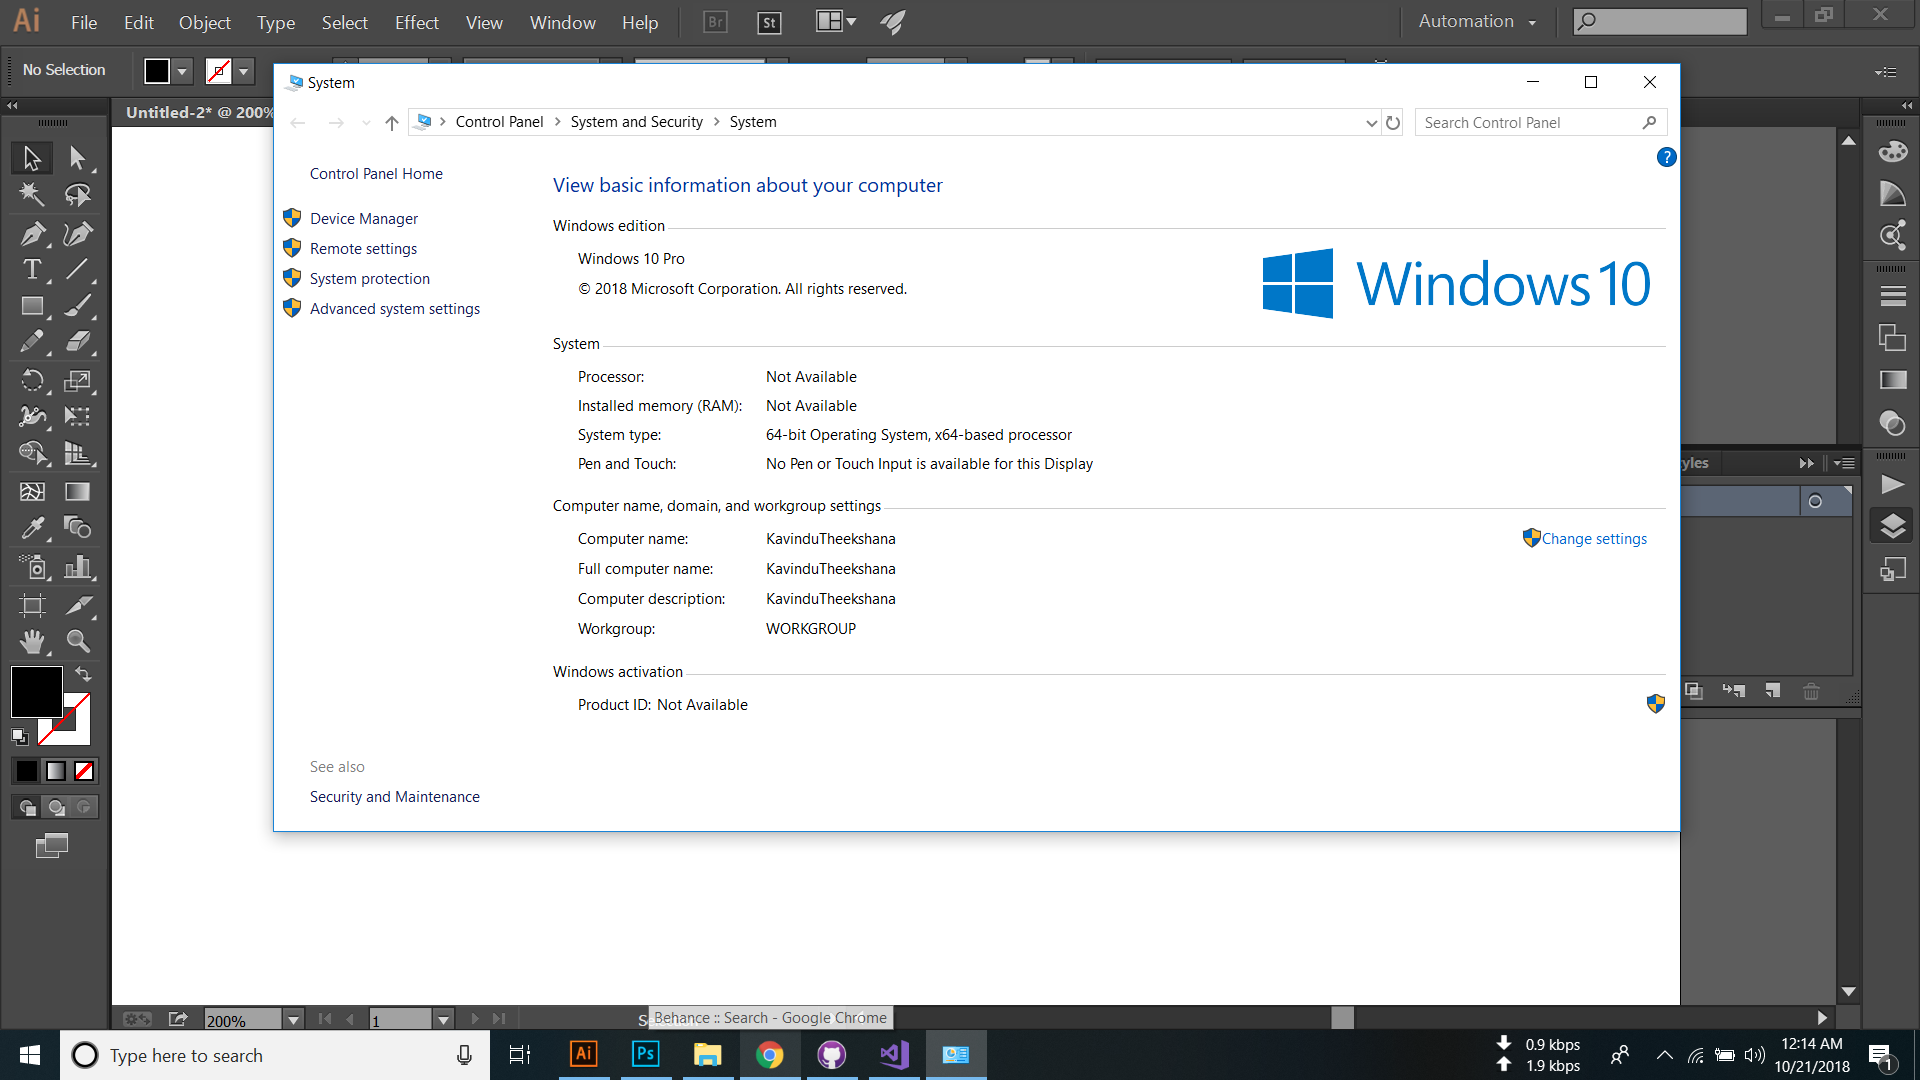 Ai File Edit Object Type Select Effect View Window Help Br St Automation
No Selection
Untitled-2* @ 200%
System
Control Panel System and Security System Search Control Panel
?
Control Panel Home
Device Manager
Remote settings
System protection
Advanced system settings
View basic information about your computer
Windows edition
Windows 10 Pro
© 2018 Microsoft Corporation. All rights reserved.
Windows 10
System
Processor: Not Available
Installed memory (RAM): Not Available
System type: 64-bit Operating System, x64-based processor
Pen and Touch: No Pen or Touch Input is available for this Display
Computer name, domain, and workgroup settings
Computer name: KavinduTheekshana
Change settings
Full computer name: KavinduTheekshana
Computer description: KavinduTheekshana
Workgroup: WORKGROUP
Windows activation
Product ID: Not Available
See also
Security and Maintenance
yles
200% 1
Behance :: Search - Google Chrome
Type here to search
Ai Ps
0.9 kbps
1.9 kbps
12:14 AM
10/21/2018
1